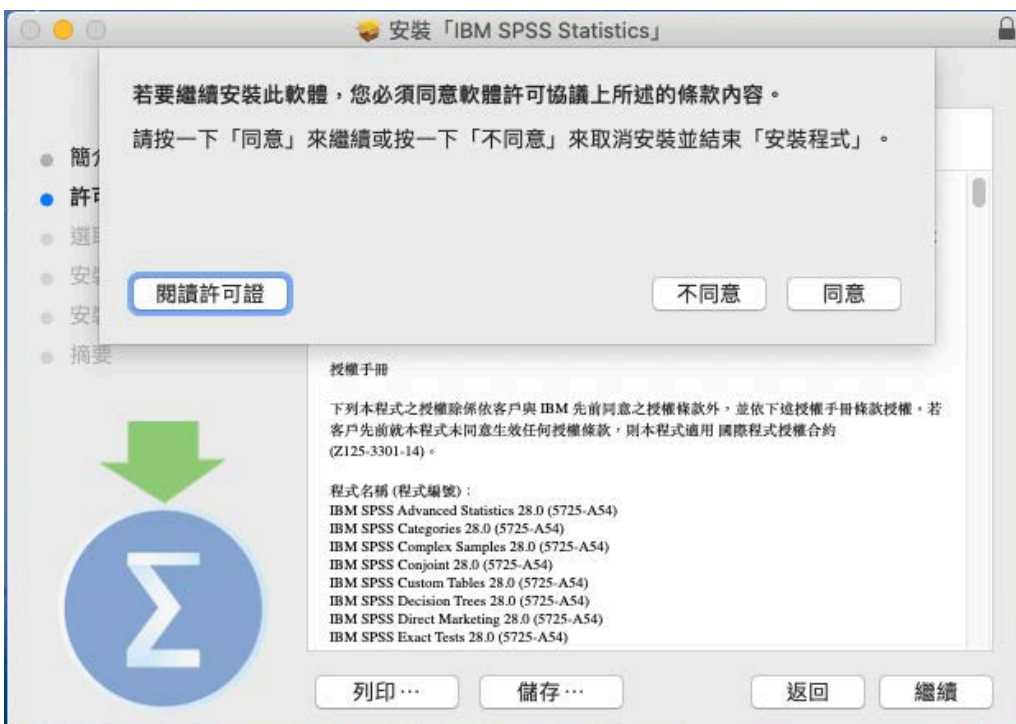 安裝「IBM SPSS Statistics」
若要繼續安裝此軟體，您必須同意軟體許可協議上所述的條款內容。
請按一下「同意」來繼續或按一下「不同意」來取消安裝並結束「安裝程式」。
閱讀許可證
不同意
同意
簡
許
選
安
安
摘要
授權手冊
下列本程式之授權除係依客戶與 IBM 先前同意之授權條款外，並依下述授權手冊條款授權。若
客戶先前就本程式未同意生效任何授權條款，則本程式適用 國際程式授權合約
(Z125-3301-14)。
程式名稱 (程式編號)：
IBM SPSS Advanced Statistics 28.0 (5725-A54)
IBM SPSS Categories 28.0 (5725-A54)
IBM SPSS Complex Samples 28.0 (5725-A54)
IBM SPSS Conjoint 28.0 (5725-A54)
IBM SPSS Custom Tables 28.0 (5725-A54)
IBM SPSS Decision Trees 28.0 (5725-A54)
IBM SPSS Direct Marketing 28.0 (5725-A54)
IBM SPSS Exact Tests 28.0 (5725-A54)
Σ
列印…
儲存…
返回
繼續